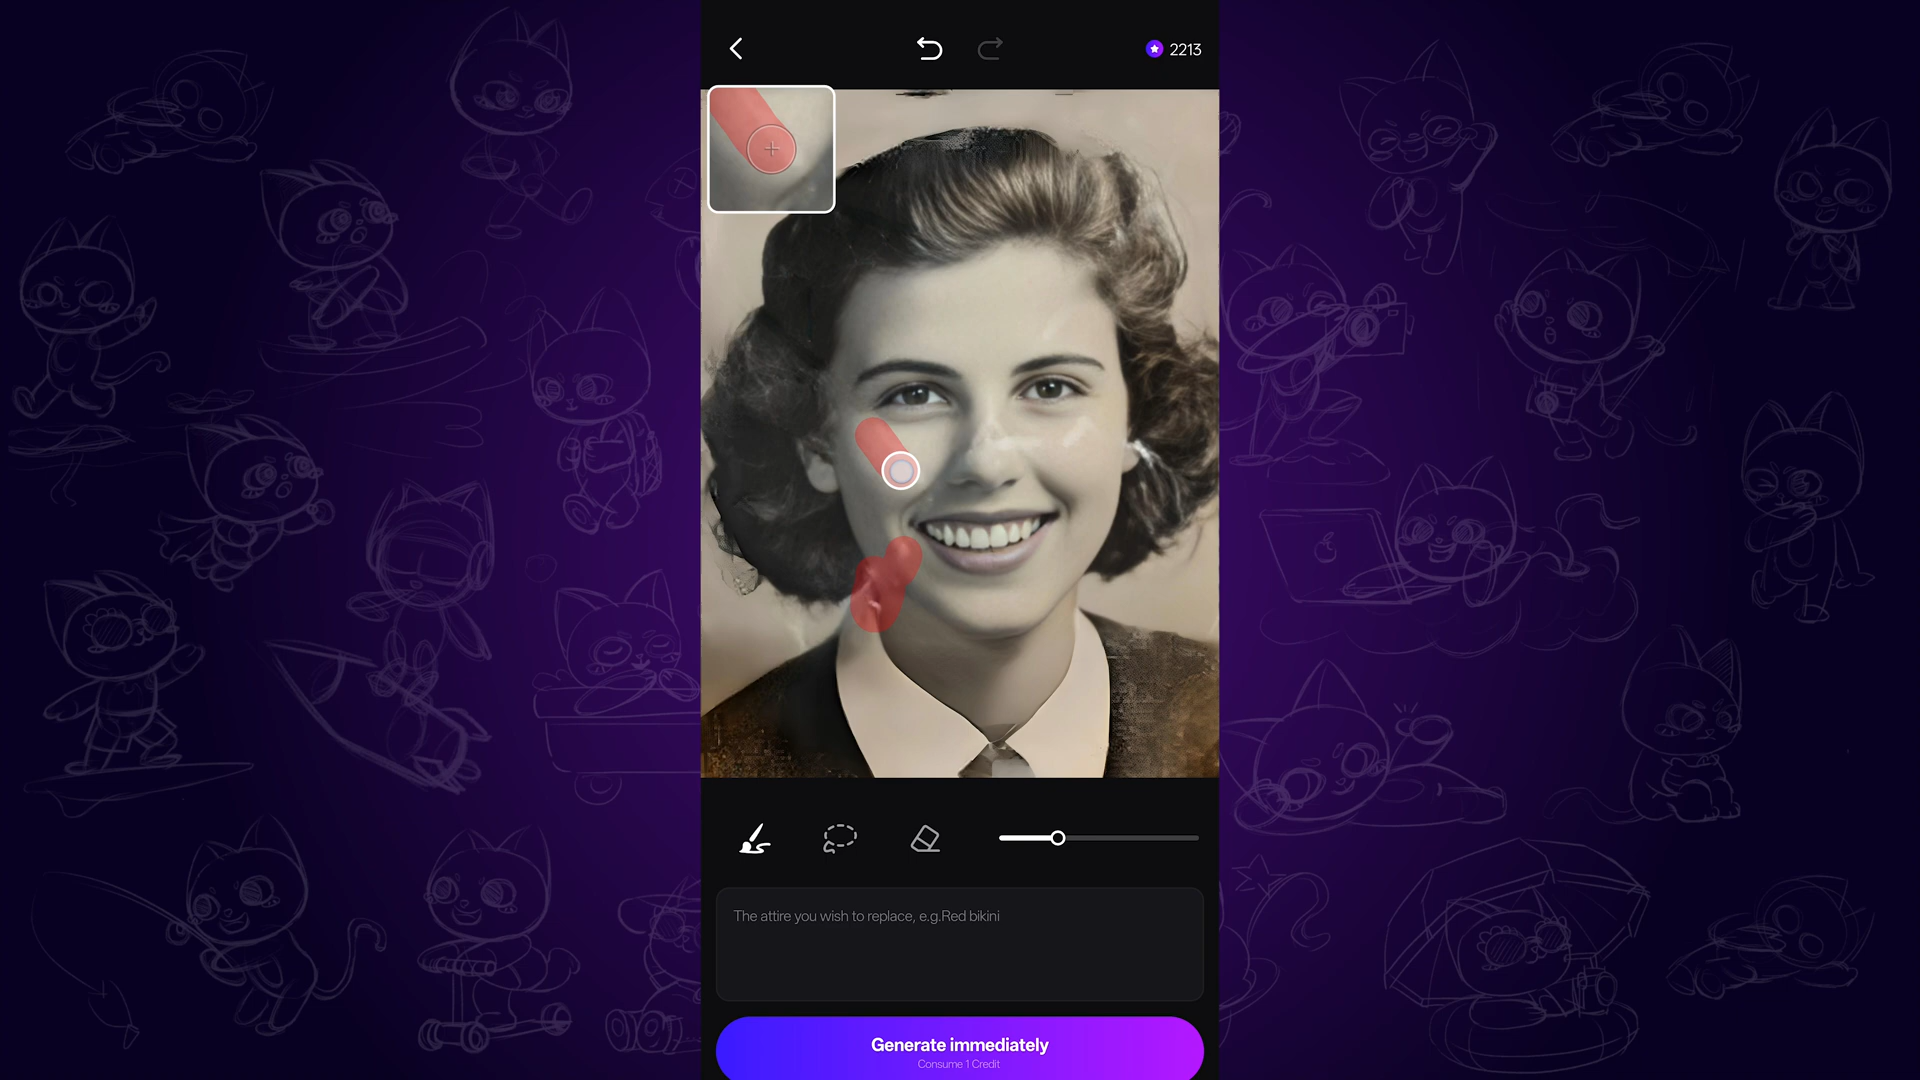 2213
The attire you wish to replace, e.g.Red bikini
Generate immediately
Consume 1 Credit